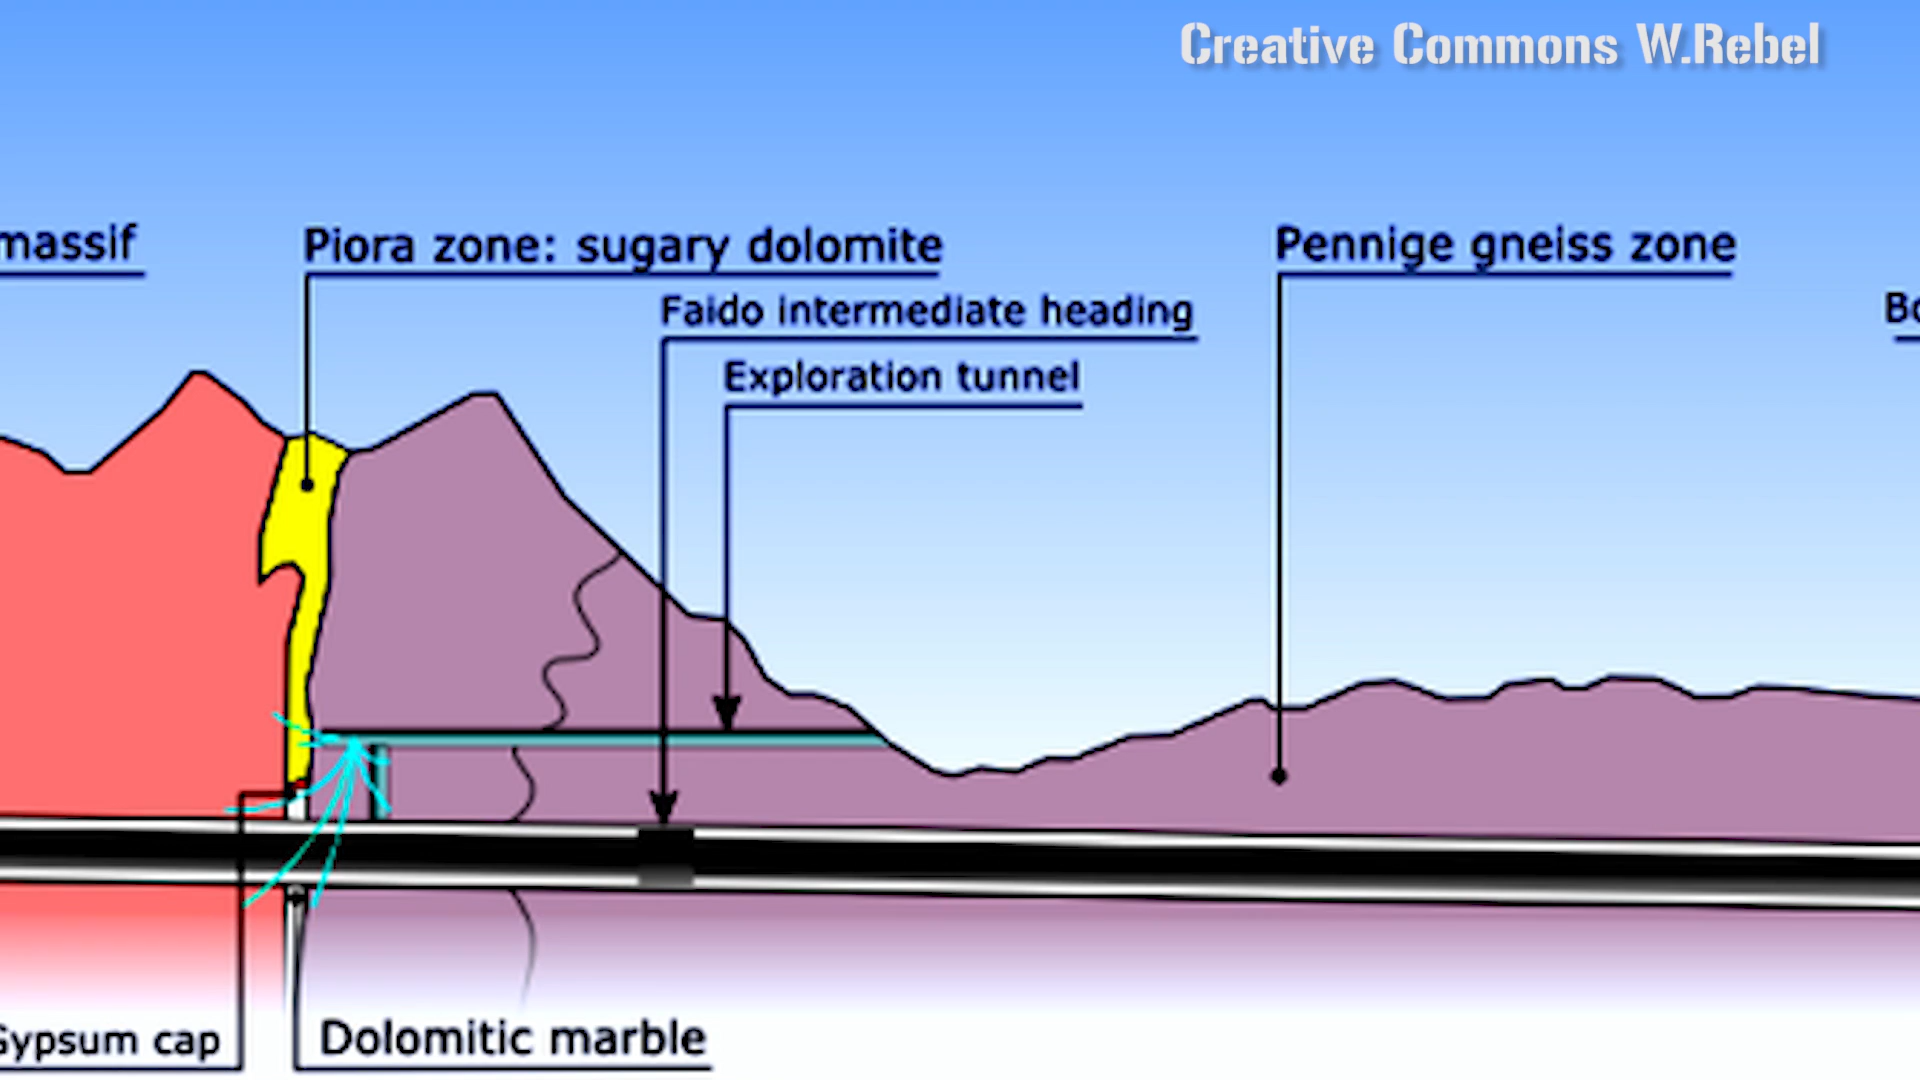 Creative Commons W.Rebel
massif
Piora zone: sugary dolomite
Pennige gneiss zone
Faido intermediate heading
Exploration tunnel
Gypsum cap
Dolomitic marble